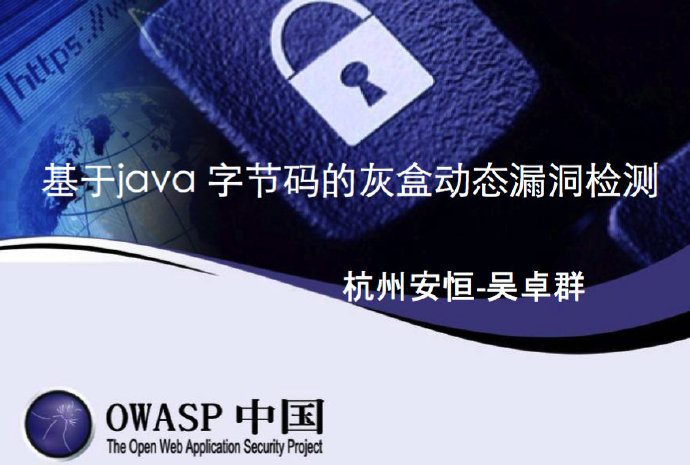 https://w
基于java 字节码的灰盒动态漏洞检测
杭州安恒-吴卓群
OWASP 中国
The Open Web Application Security Project